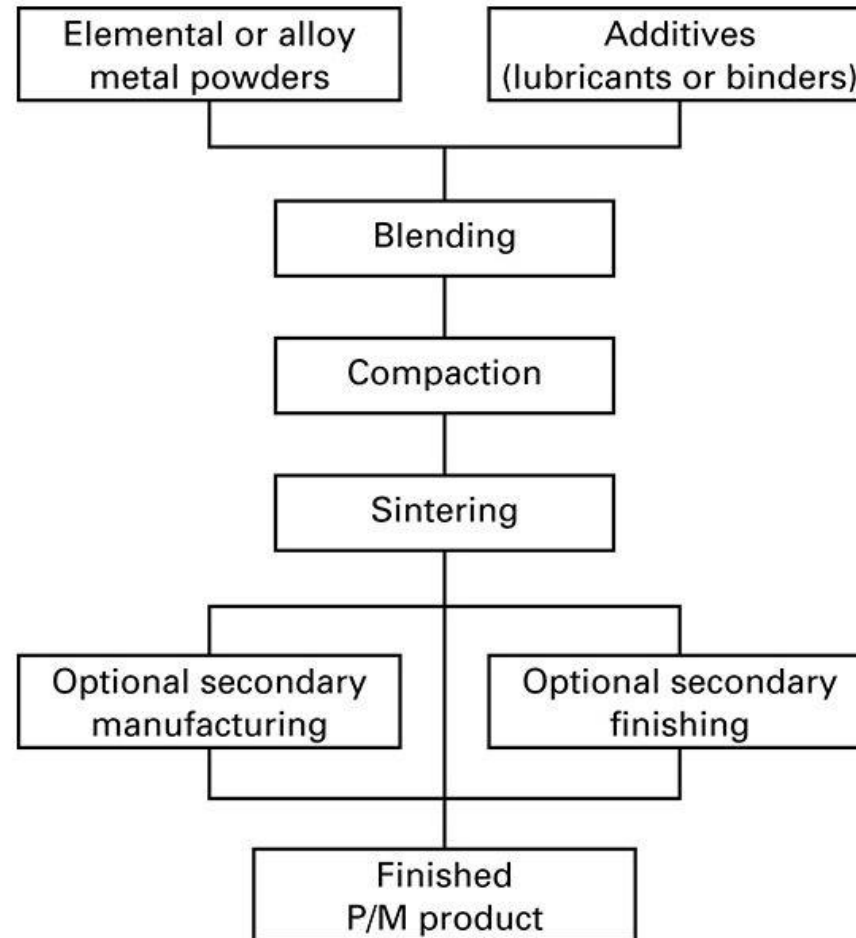 Elemental or alloy
metal powders
Additives
(lubricants or binders)
Blending
Compaction
Sintering
Optional secondary
manufacturing
Optional secondary
finishing
Finished
P/M product